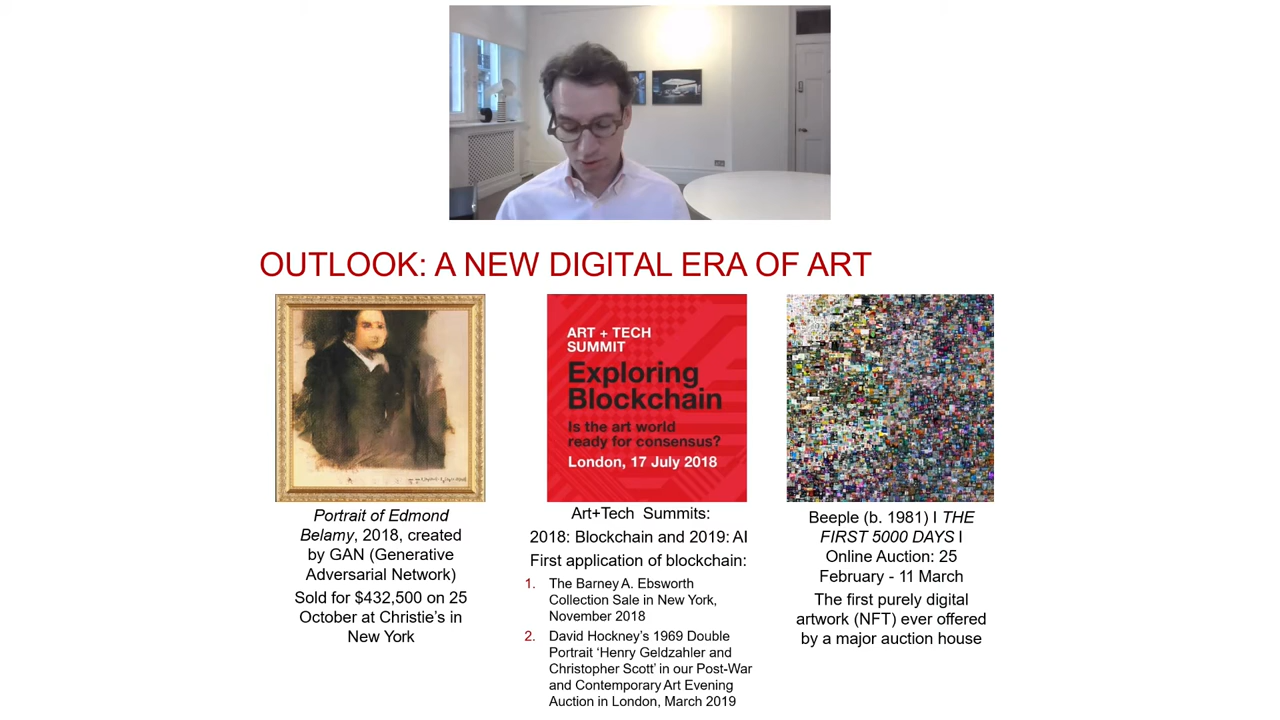 OUTLOOK: A NEW DIGITAL ERA OF ART
Portrait of Edmond
Belamy, 2018, created
by GAN (Generative
Adversarial Network)
Sold for $432,500 on 25
October at Christie's in
New York
ART + TECH
SUMMIT
Exploring
Blockchain
Is the art world
ready for consensus?
London, 17 July 2018
Art+Tech Summits:
2018: Blockchain and 2019: AI
First application of blockchain:
1. The Barney A. Ebsworth
Collection Sale in New York,
November 2018
2. David Hockney's 1969 Double
Portrait 'Henry Geldzahler and
Christopher Scott' in our Post-War
and Contemporary Art Evening
Auction in London, March 2019
Beeple (b. 1981) I THE
FIRST 5000 DAYS I
Online Auction: 25
February - 11 March
The first purely digital
artwork (NFT) ever offered
by a major auction house